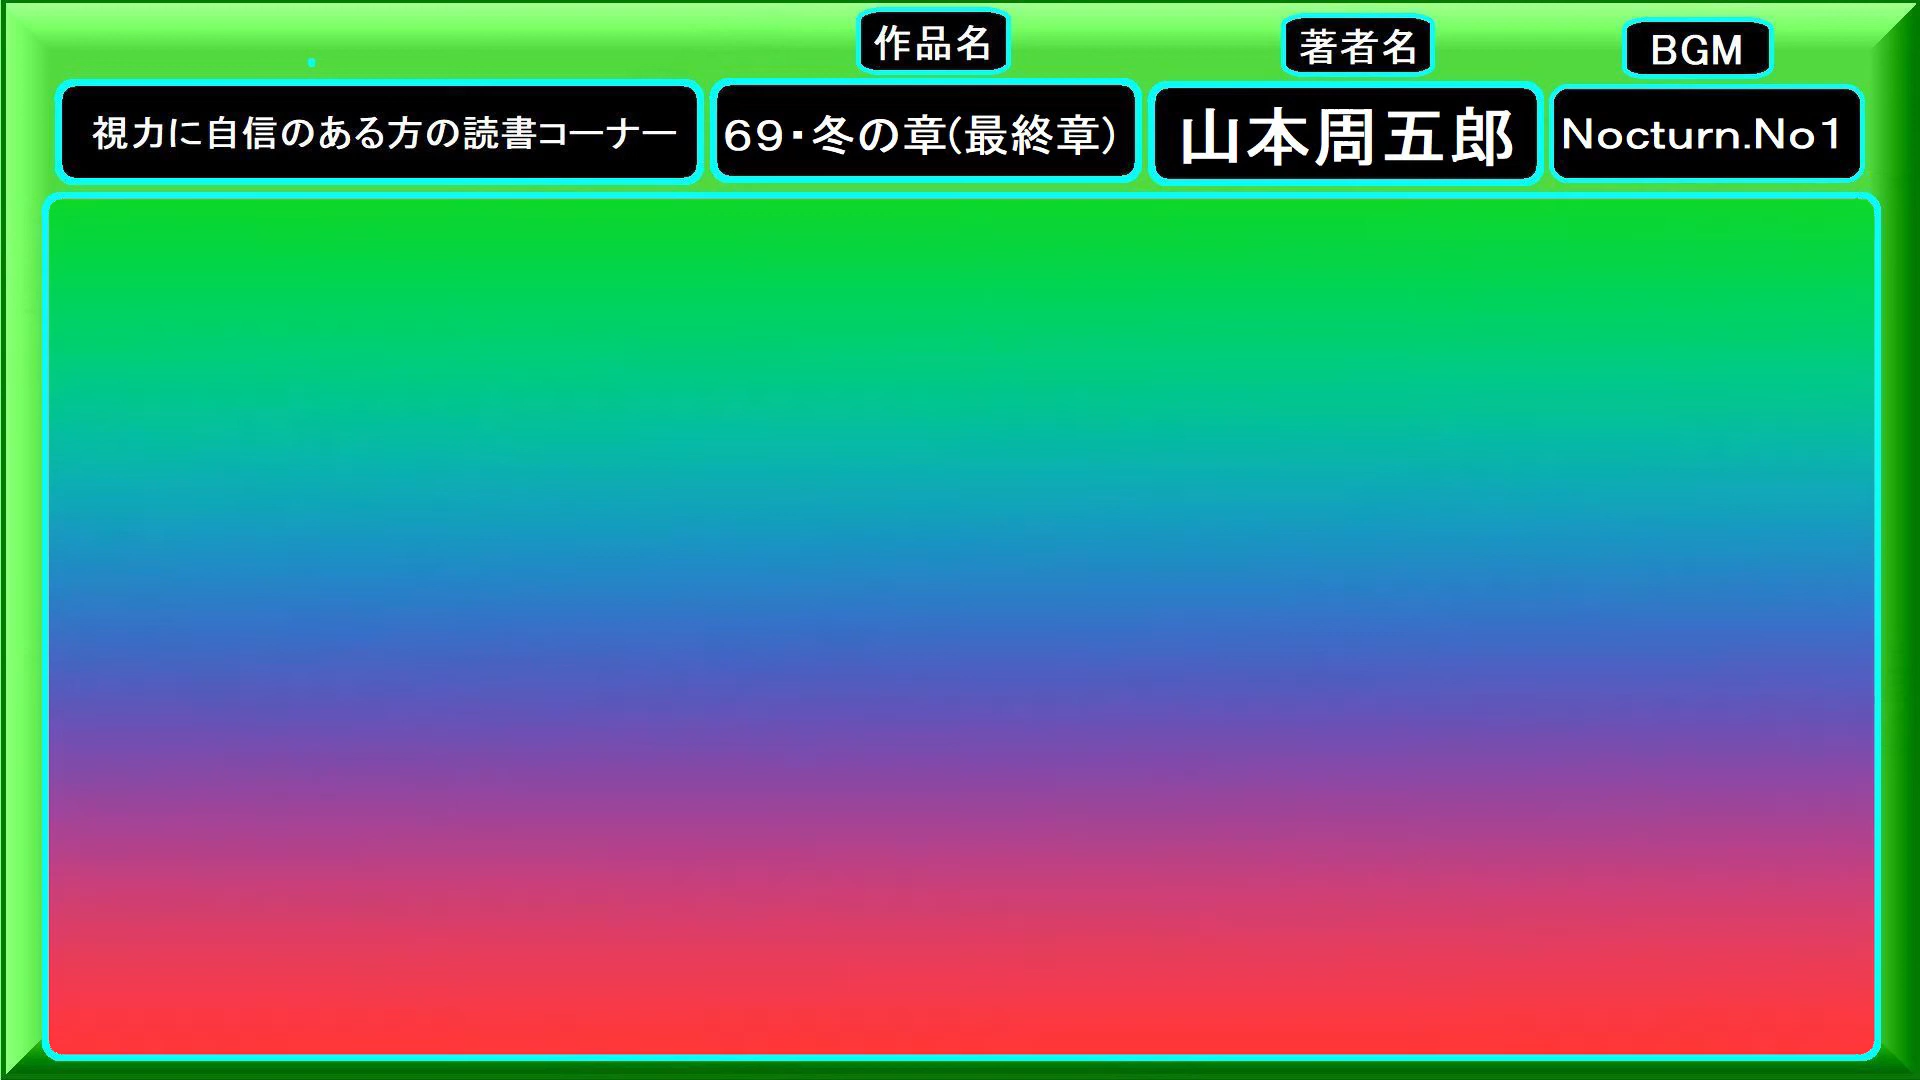 作品名
著者名
BGM
視力に自信のある方の読書コーナー
69・冬の章(最終章)
山本周五郎
Nocturn.No1